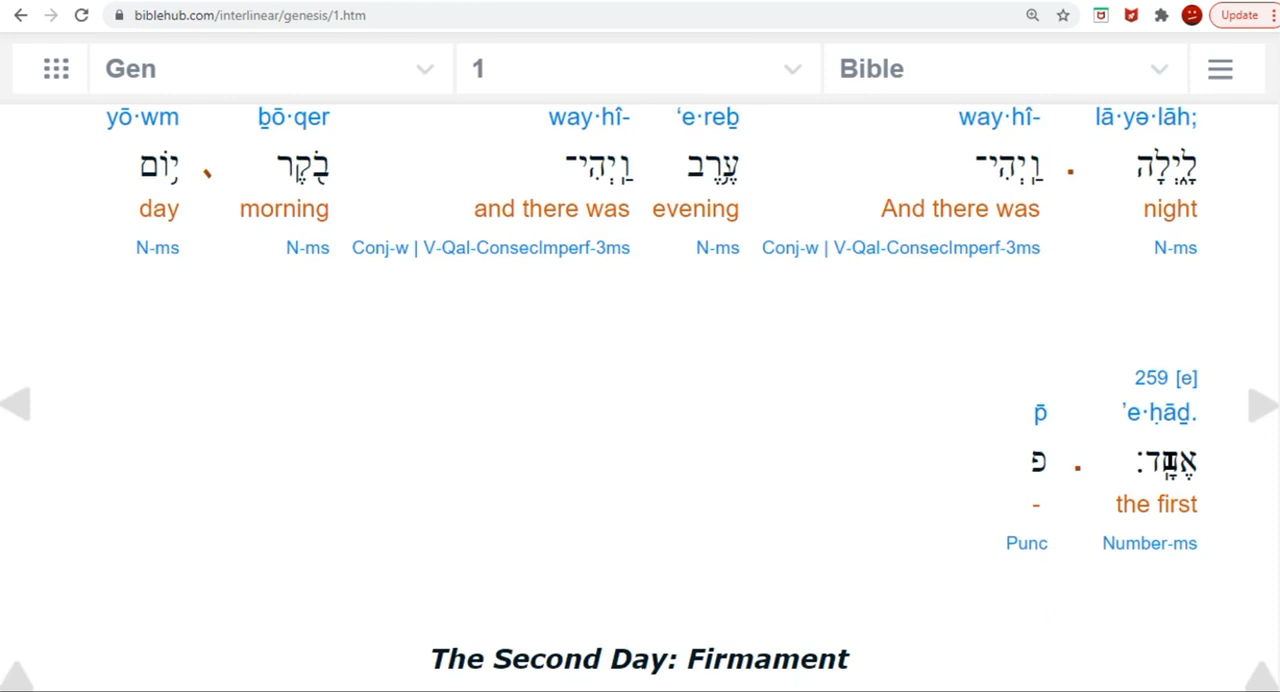 biblehub.com/interlinear/genesis/1.htm
Update
Gen 1 Bible
yō·wm ḇō·qer way·hî- ‘e·reḇ way·hî- lā·yə·lāh;
לָ֑יְלָה . וַֽיְהִי־ עֶ֥רֶב וַֽיְהִי־ בֹ֖קֶר ، י֥וֹם
day morning and there was evening And there was night
N-ms N-ms Conj-w | V-Qal-ConsecImperf-3ms N-ms Conj-w | V-Qal-ConsecImperf-3ms N-ms
259 [e]
p̄ ’e·ḥāḏ.
אֶחָֽד׃ . פ
- the first
Punc Number-ms
The Second Day: Firmament